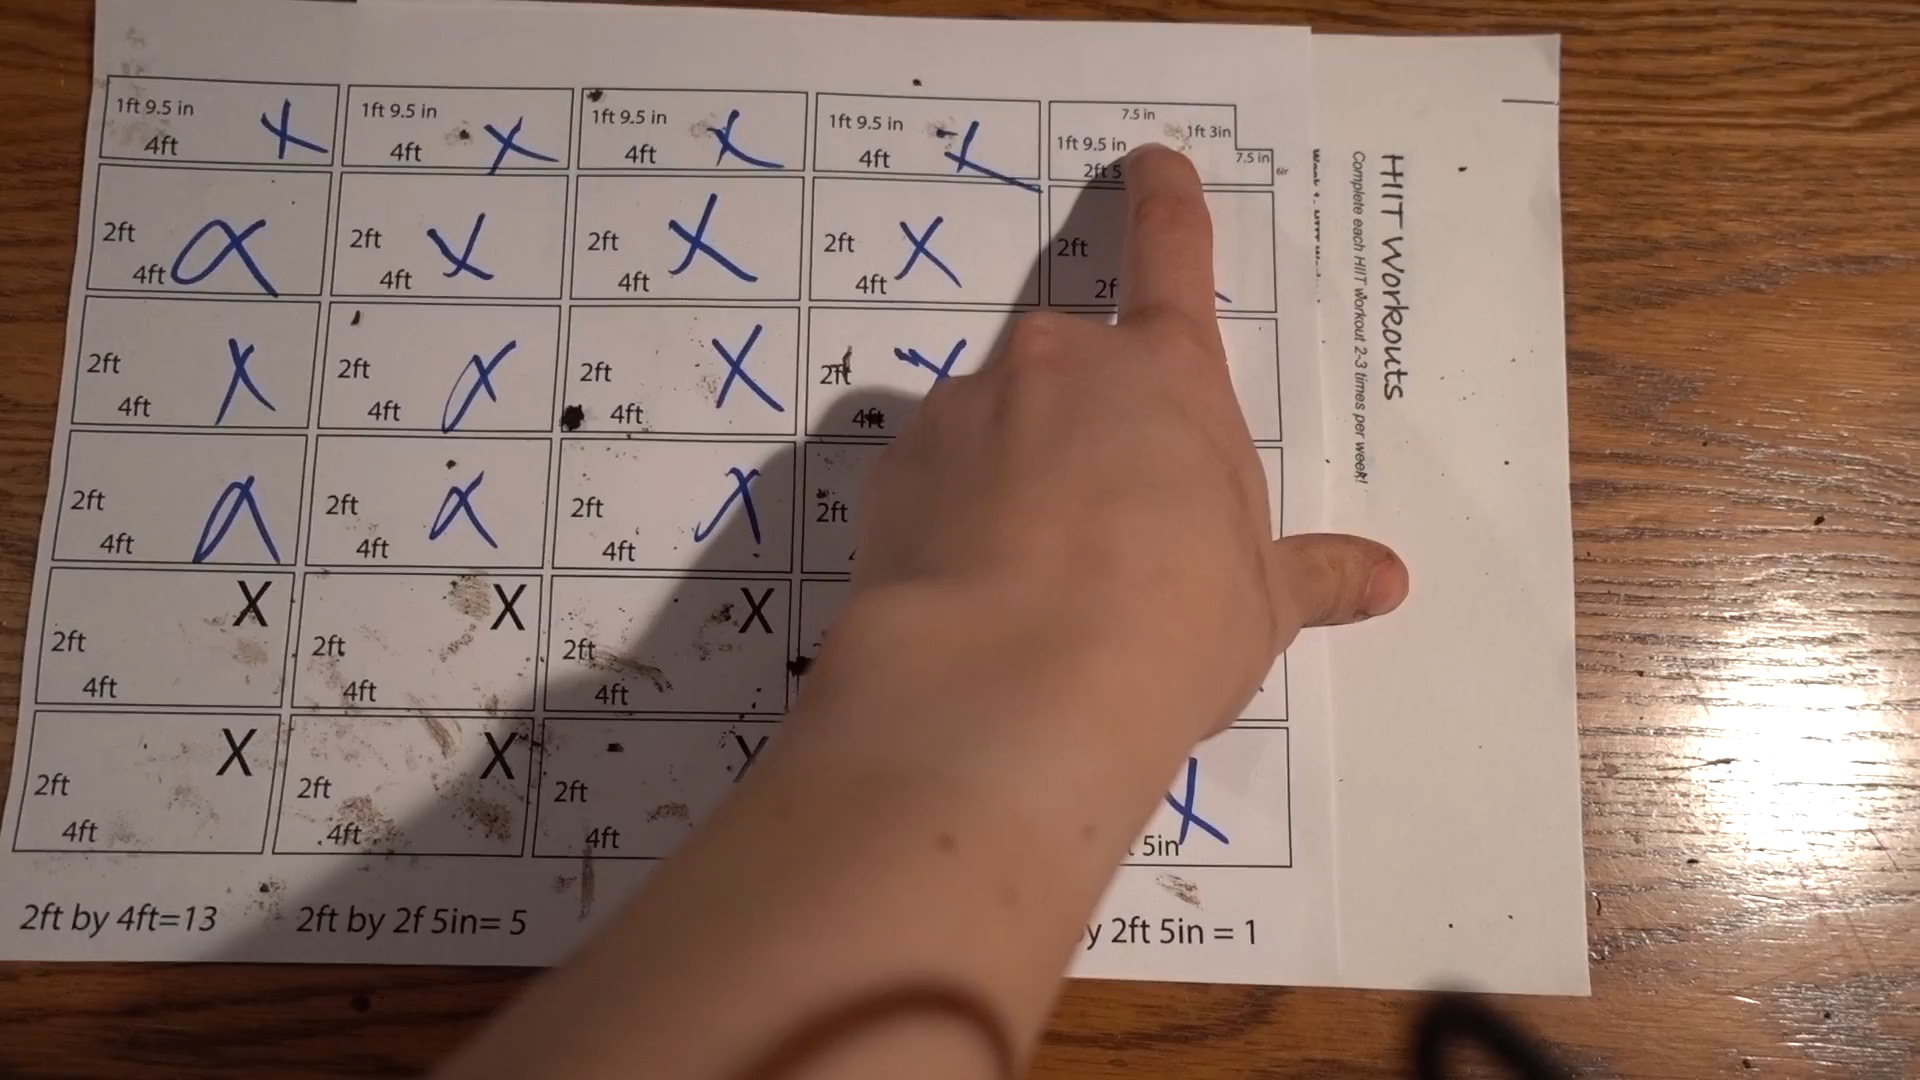 1ft 9.5 in
4ft
X
1ft 9.5 in
4ft
X
1ft 9.5 in
4ft
X
1ft 9.5 in
4ft
X
7.5 in
1ft 3in
1ft 9.5 in
7.5 in
2ft 5
2ft
4ft
X
2ft
4ft
X
2ft
4ft
X
2ft
4ft
X
2ft
2f
2ft
4ft
X
2ft
4ft
X
2ft
4ft
X
2ft
4ft
X
2ft
4ft
X
2ft
4ft
X
2ft
4ft
X
2ft
X
2ft
4ft
X
2ft
4ft
X
2ft
4ft
X
2ft
4ft
X
2ft
4ft
X
2ft
4ft
5in
X
2ft by 4ft=13
2ft by 2f 5in= 5
y 2ft 5in = 1
HIIT Workouts
Complete each HIIT workout 2-3 times per week!